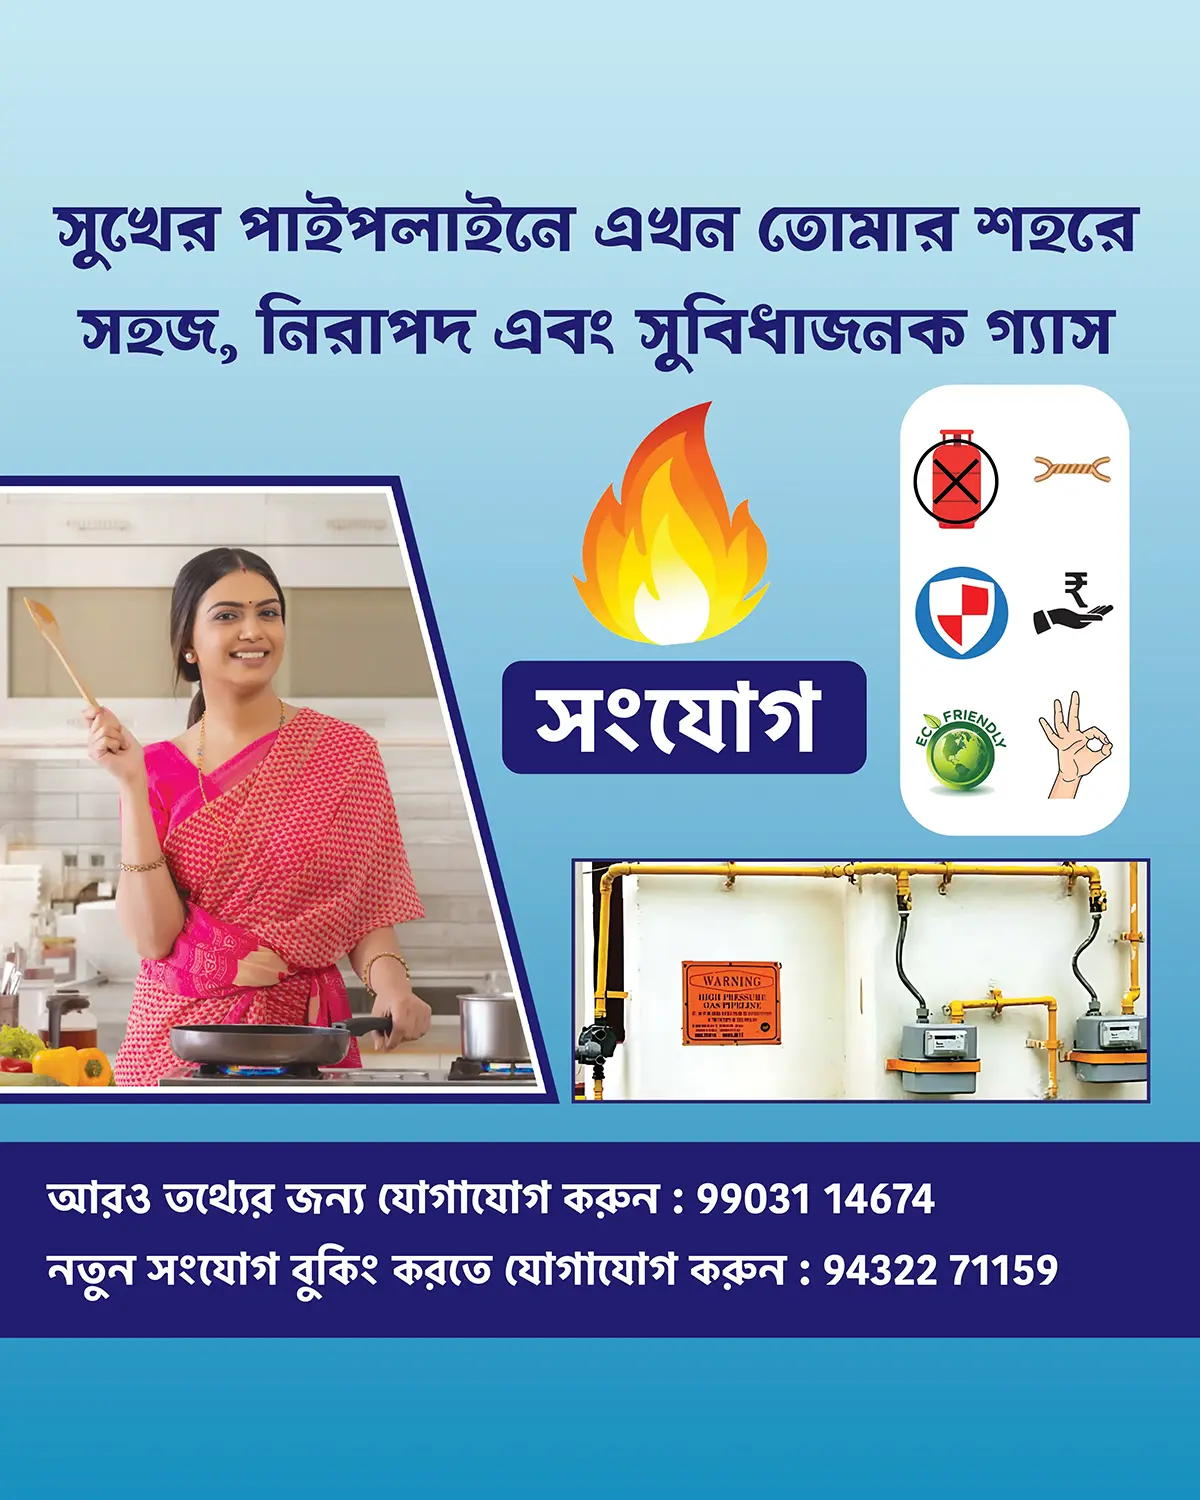 সুখের পাইপলাইনে এখন তোমার শহরে
সহজ, নিরাপদ এবং সুবিধাজনক গ্যাস
সংযোগ
₹
ECO FRIENDLY
WARNING
HIGH PRESSURE
GAS PIPELINE
আরও তথ্যের জন্য যোগাযোগ করুন : 99031 14674
নতুন সংযোগ বুকিং করতে যোগাযোগ করুন : 94322 71159